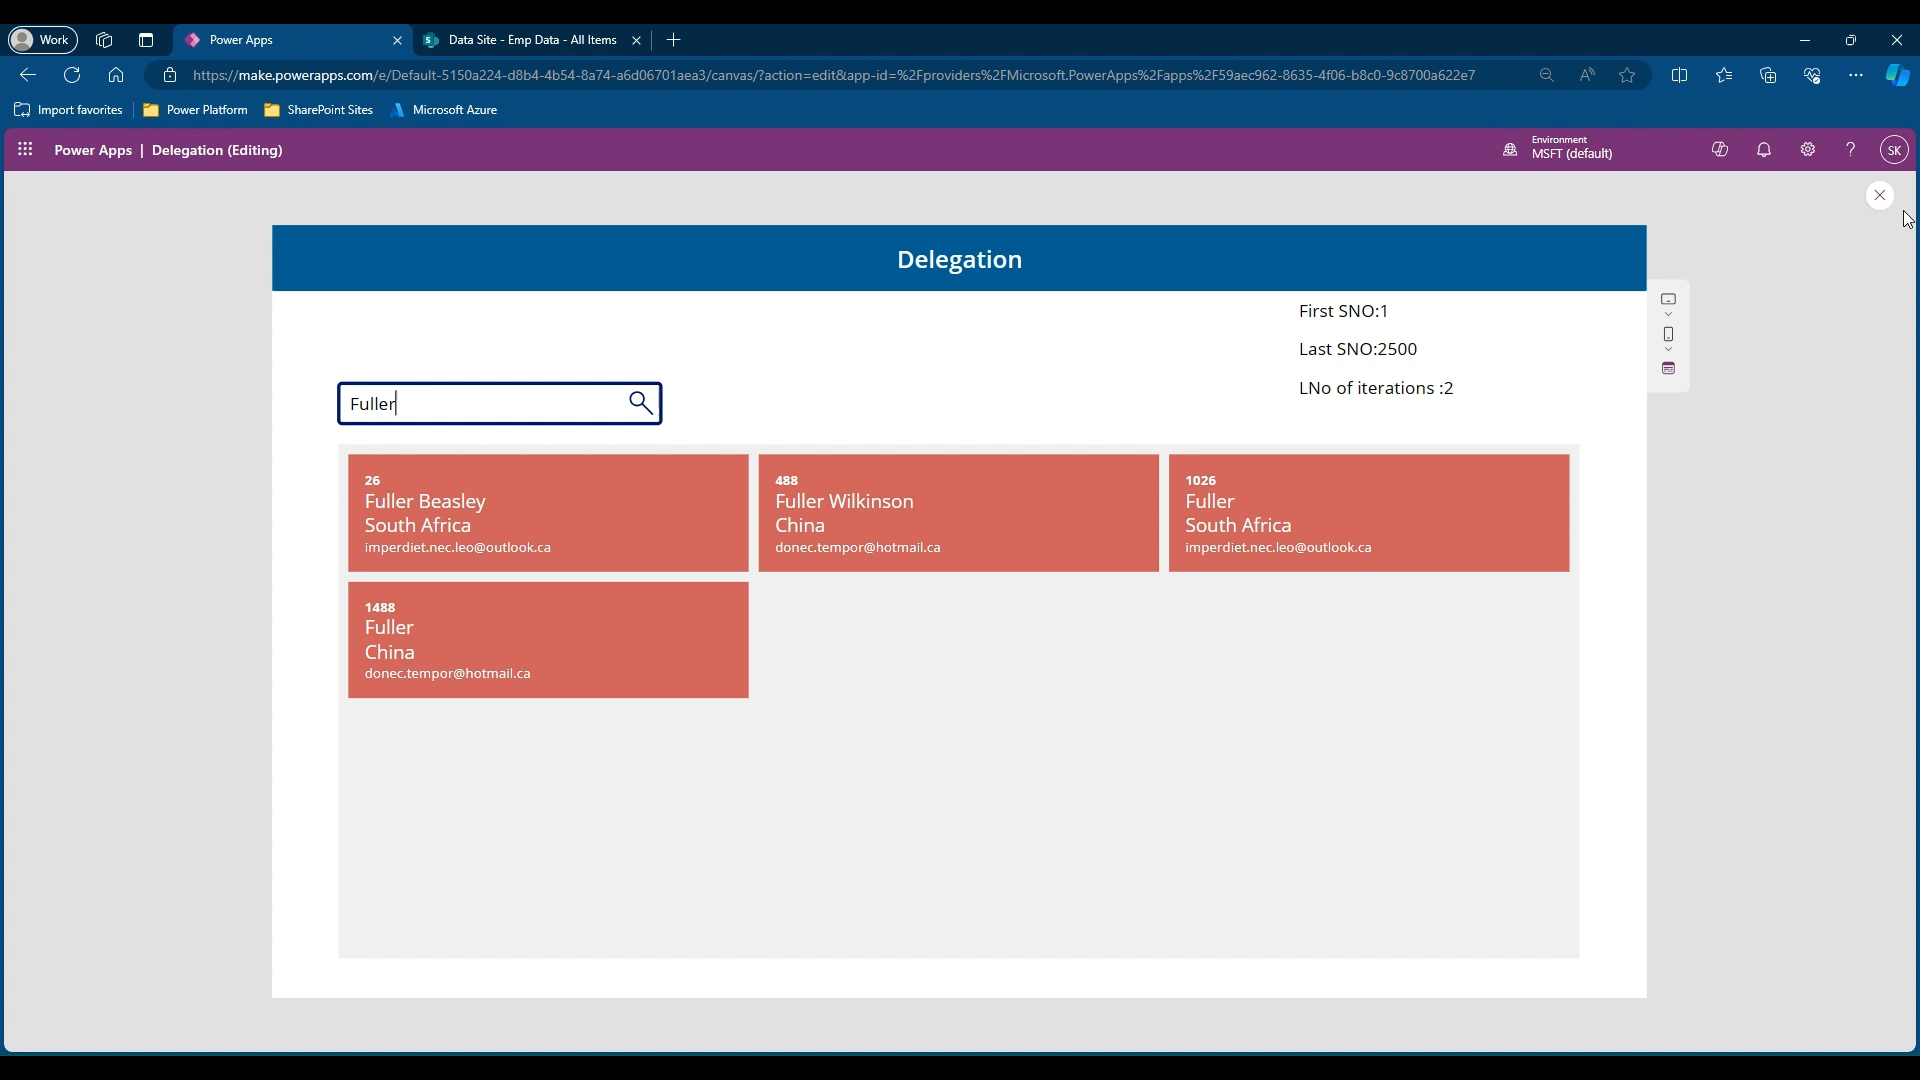 Work
Power Apps
Data Site - Emp Data - All Items
https://make.powerapps.com/e/Default-5150a224-d8b4-4b54-8a74-a6d06701aea3/canvas/?action=edit&app-id=%2Fproviders%2FMicrosoft.PowerApps%2Fapps%2F59aec962-8635-4f06-b8c0-9c8700a622e7
Import favorites
Power Platform
SharePoint Sites
Microsoft Azure
Power Apps | Delegation (Editing)
Environment
MSFT (default)
SK
Delegation
First SNO:1
Last SNO:2500
LNo of iterations :2
Fuller
26
Fuller Beasley
South Africa
imperdiet.nec.leo@outlook.ca
488
Fuller Wilkinson
China
donec.tempor@hotmail.ca
1026
Fuller
South Africa
imperdiet.nec.leo@outlook.ca
1488
Fuller
China
donec.tempor@hotmail.ca